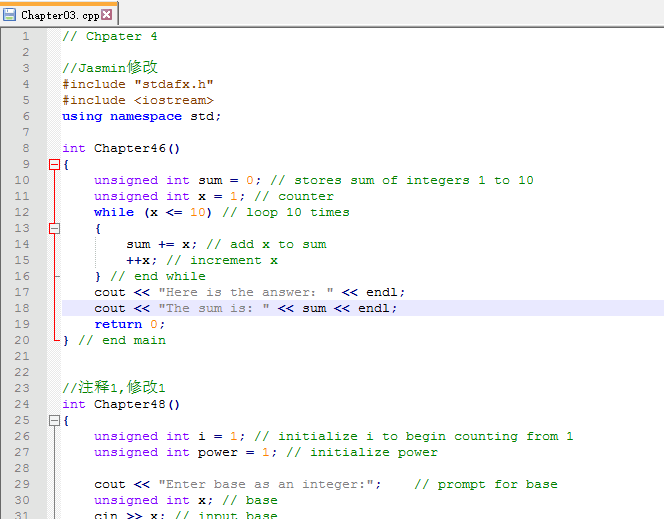 Chapter03.cpp
1 // Chpater 4
2
3 //Jasmin修改
4 #include "stdafx.h"
5 #include <iostream>
6 using namespace std;
7
8 int Chapter46()
9 {
10 unsigned int sum = 0; // stores sum of integers 1 to 10
11 unsigned int x = 1; // counter
12 while (x <= 10) // loop 10 times
13 {
14 sum += x; // add x to sum
15 ++x; // increment x
16 } // end while
17 cout << "Here is the answer: " << endl;
18 cout << "The sum is: " << sum << endl;
19 return 0;
20 } // end main
21
22
23 //注释1,修改1
24 int Chapter48()
25 {
26 unsigned int i = 1; // initialize i to begin counting from 1
27 unsigned int power = 1; // initialize power
28
29 cout << "Enter base as an integer:"; // prompt for base
30 unsigned int x; // base
31 cin >> x; // input base